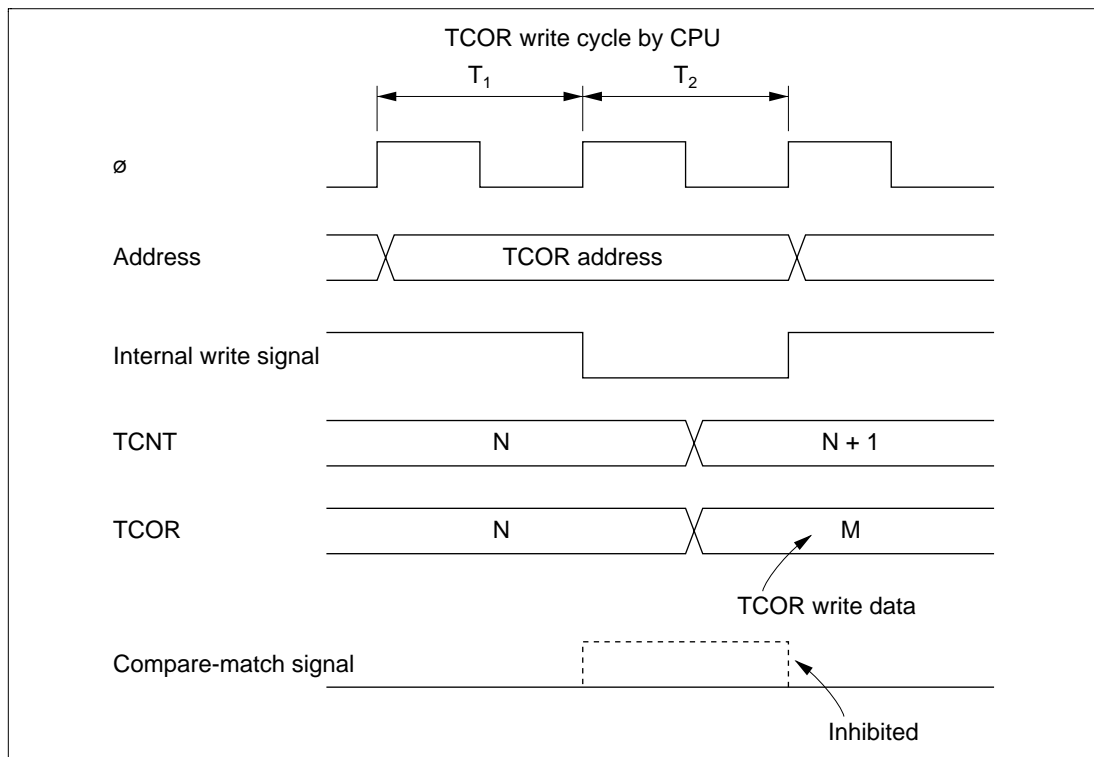 TCOR write cycle by CPU
T₁ T₂
ø
Address TCOR address
Internal write signal
TCNT N N + 1
TCOR N M
TCOR write data
Compare-match signal
Inhibited